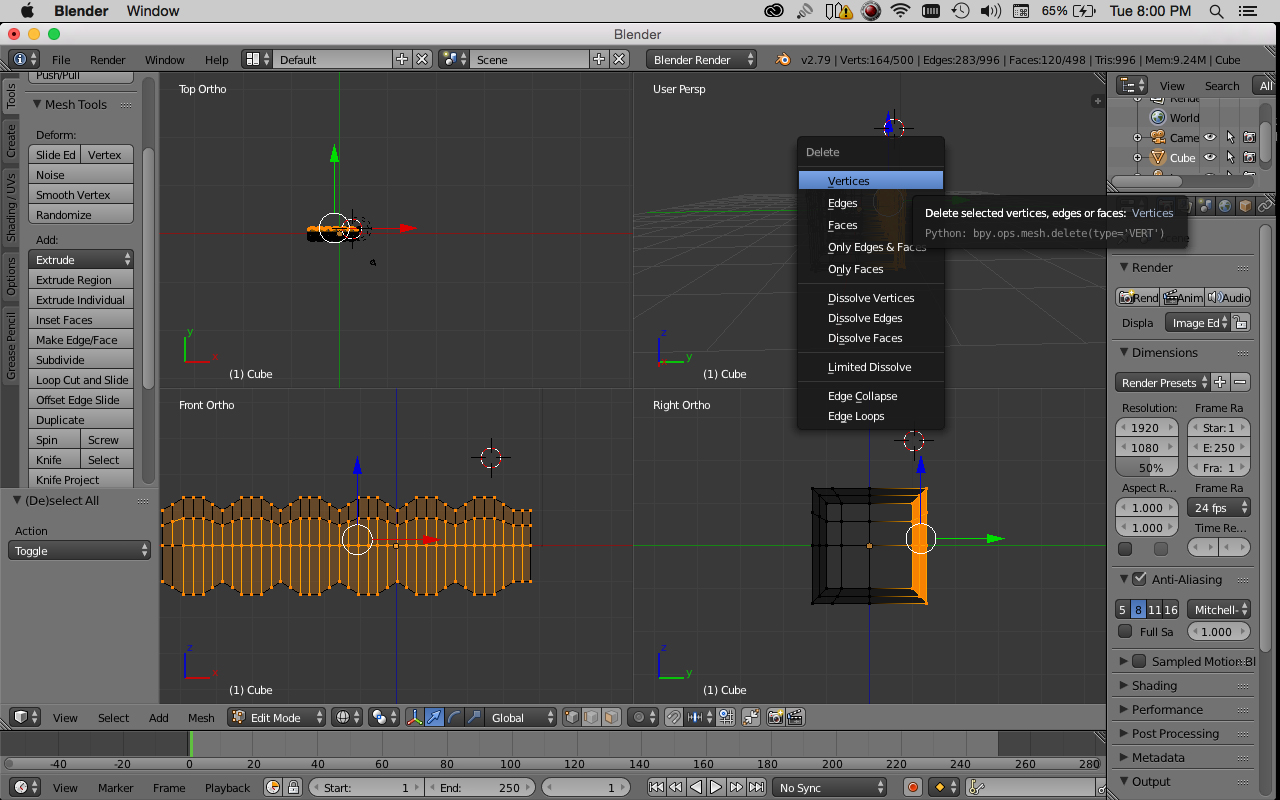 Blender Window 65% Tue 8:00 PM
Blender
File Render Window Help Default Scene Blender Render v2.79 | Verts:164/500 | Edges:283/996 | Faces:120/498 | Tris:996 | Mem:9.24M | Cube
Tools
Create
Shading / UVs
Options
Grease Pencil
Push/Pull
Mesh Tools
Deform:
Slide Ed Vertex
Noise
Smooth Vertex
Randomize
Add:
Extrude
Extrude Region
Extrude Individual
Inset Faces
Make Edge/Face
Subdivide
Loop Cut and Slide
Offset Edge Slide
Duplicate
Spin Screw
Knife Select
Knife Project
(De)select All
Action
Toggle
Top Ortho
y
x
(1) Cube
User Persp
z
y
(1) Cube
Front Ortho
z
x
(1) Cube
Right Ortho
z
y
(1) Cube
Delete
Vertices
Edges
Faces
Only Edges & Faces
Only Faces
Dissolve Vertices
Dissolve Edges
Dissolve Faces
Limited Dissolve
Edge Collapse
Edge Loops
Delete selected vertices, edges or faces: Vertices
Python: bpy.ops.mesh.delete(type='VERT')
View Search All
World
Came
Cube
Render
Rend Anim Audio
Displa Image Ed
Dimensions
Render Presets
Resolution: Frame Ra
1920 Star: 1
1080 E: 250
50% Fra: 1
Aspect R... Frame Ra
1.000 24 fps
1.000 Time Re...
Anti-Aliasing
5 8 11 16 Mitchell-
Full Sa 1.000
Sampled Motion Bl
Shading
Performance
Post Processing
Metadata
Output
View Select Add Mesh Edit Mode Global
-40 -20 0 20 40 60 80 100 120 140 160 180 200 220 240 260 280
View Marker Frame Playback Start: 1 End: 250 1 No Sync